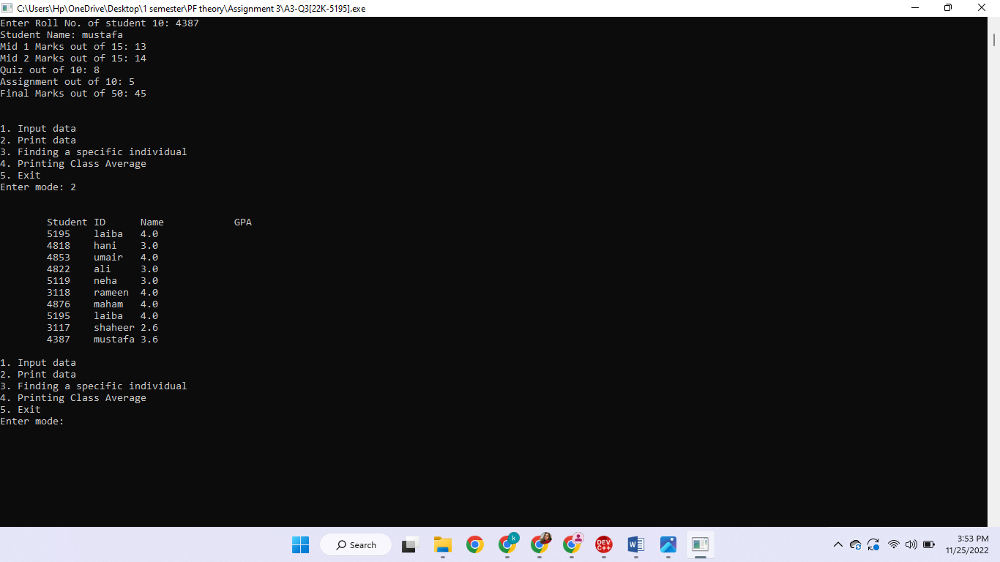 C:\Users\Hp\OneDrive\Desktop\1 semester\PF theory\Assignment 3\A3-Q3[22K-5195].exe
Enter Roll No. of student 10: 4387
Student Name: mustafa
Mid 1 Marks out of 15: 13
Mid 2 Marks out of 15: 14
Quiz out of 10: 8
Assignment out of 10: 5
Final Marks out of 50: 45
1. Input data
2. Print data
3. Finding a specific individual
4. Printing Class Average
5. Exit
Enter mode: 2
Student ID Name GPA
5195 laiba 4.0
4818 hani 3.0
4853 umair 4.0
4822 ali 3.0
5119 neha 3.0
3118 rameen 4.0
4876 maham 4.0
5195 laiba 4.0
3117 shaheer 2.6
4387 mustafa 3.6
1. Input data
2. Print data
3. Finding a specific individual
4. Printing Class Average
5. Exit
Enter mode:
Search
k
DEV C++
W
3:53 PM
11/25/2022